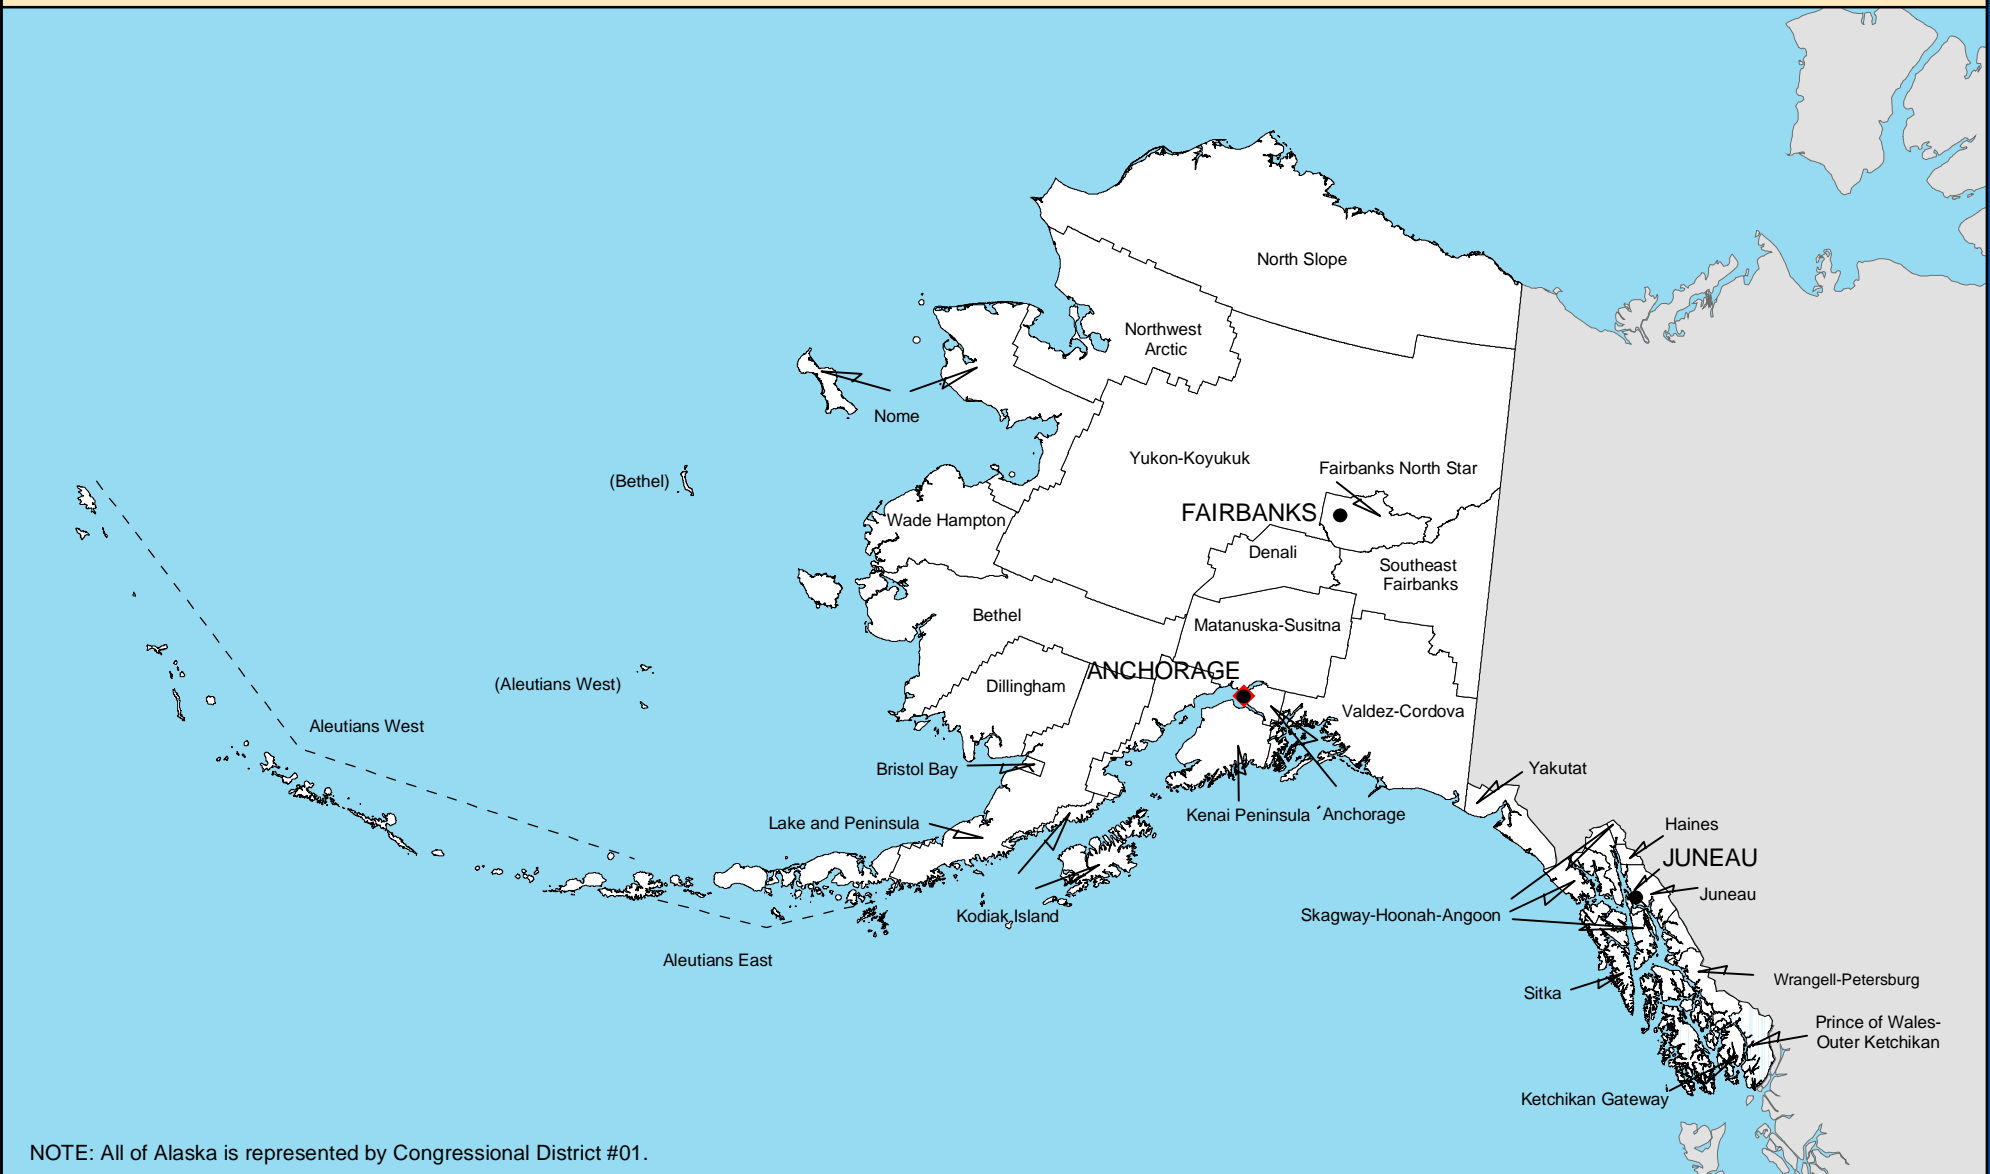 North Slope
Northwest
Arctic
Nome
Yukon-Koyukuk
Fairbanks North Star
(Bethel)
FAIRBANKS
Wade Hampton
Denali
Southeast
Fairbanks
Bethel
Matanuska-Susitna
ANCHORAGE
(Aleutians West)
Dillingham
Valdez-Cordova
Aleutians West
Bristol Bay
Yakutat
Kenai Peninsula
Anchorage
Lake and Peninsula
Haines
JUNEAU
Juneau
Kodiak Island
Skagway-Hoonah-Angoon
Aleutians East
Wrangell-Petersburg
Sitka
Prince of Wales-
Outer Ketchikan
Ketchikan Gateway
NOTE: All of Alaska is represented by Congressional District #01.